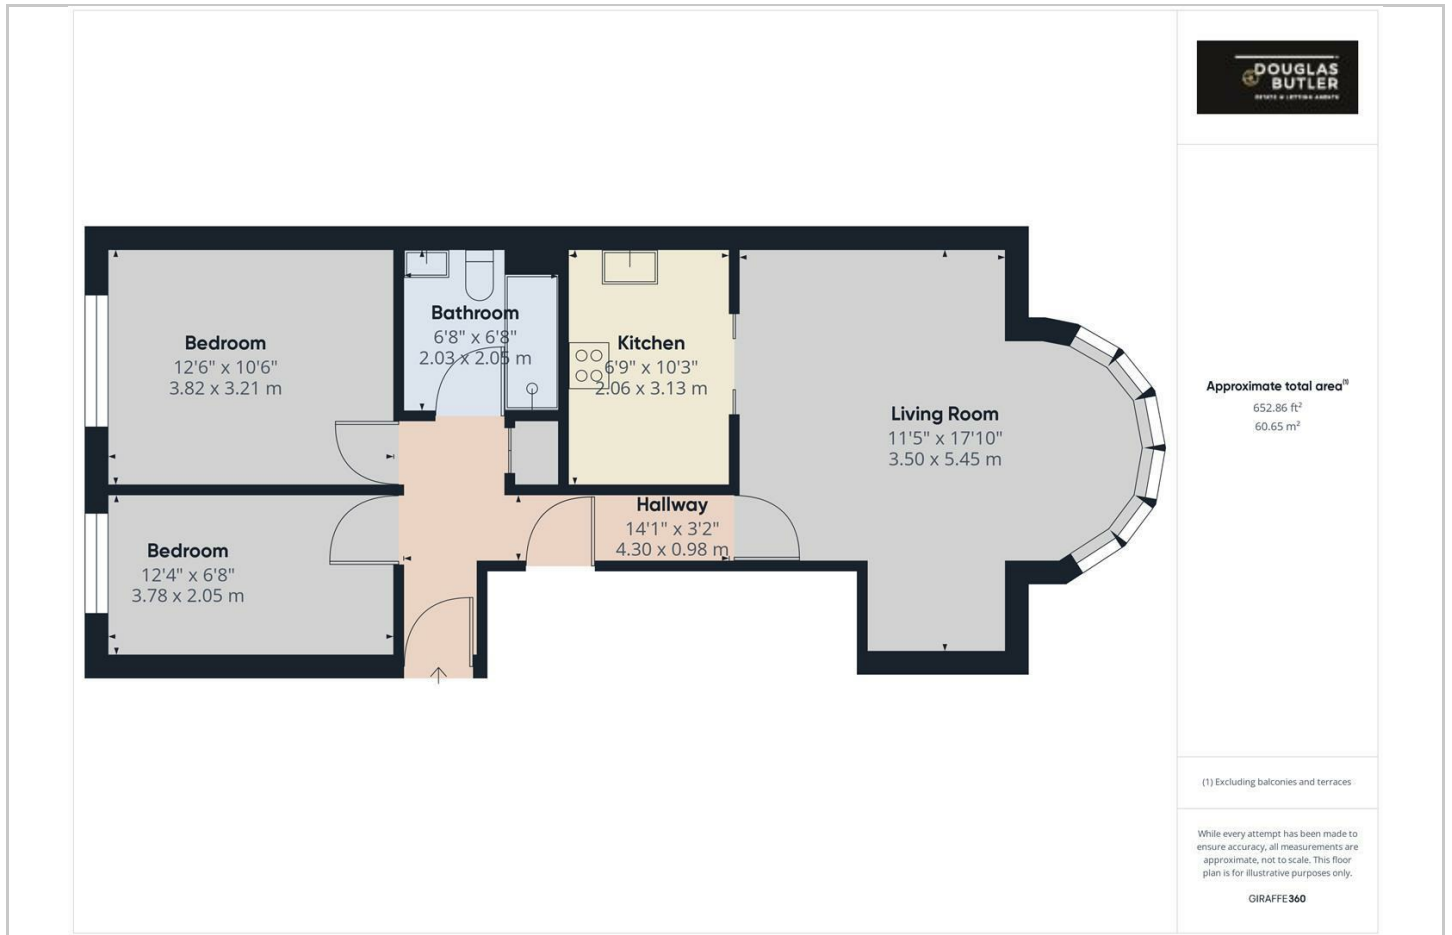 DOUGLAS
BUTLER
ESTATE & LETTING AGENTS
Bedroom
12'6" x 10'6"
3.82 x 3.21 m
Bathroom
6'8" x 6'8"
2.03 x 2.05 m
Kitchen
6'9" x 10'3"
2.06 x 3.13 m
Living Room
11'5" x 17'10"
3.50 x 5.45 m
Hallway
14'1" x 3'2"
4.30 x 0.98 m
Bedroom
12'4" x 6'8"
3.78 x 2.05 m
Approximate total area⁽¹⁾
652.86 ft²
60.65 m²
(1) Excluding balconies and terraces
While every attempt has been made to
ensure accuracy, all measurements are
approximate, not to scale. This floor
plan is for illustrative purposes only.
GIRAFFE360